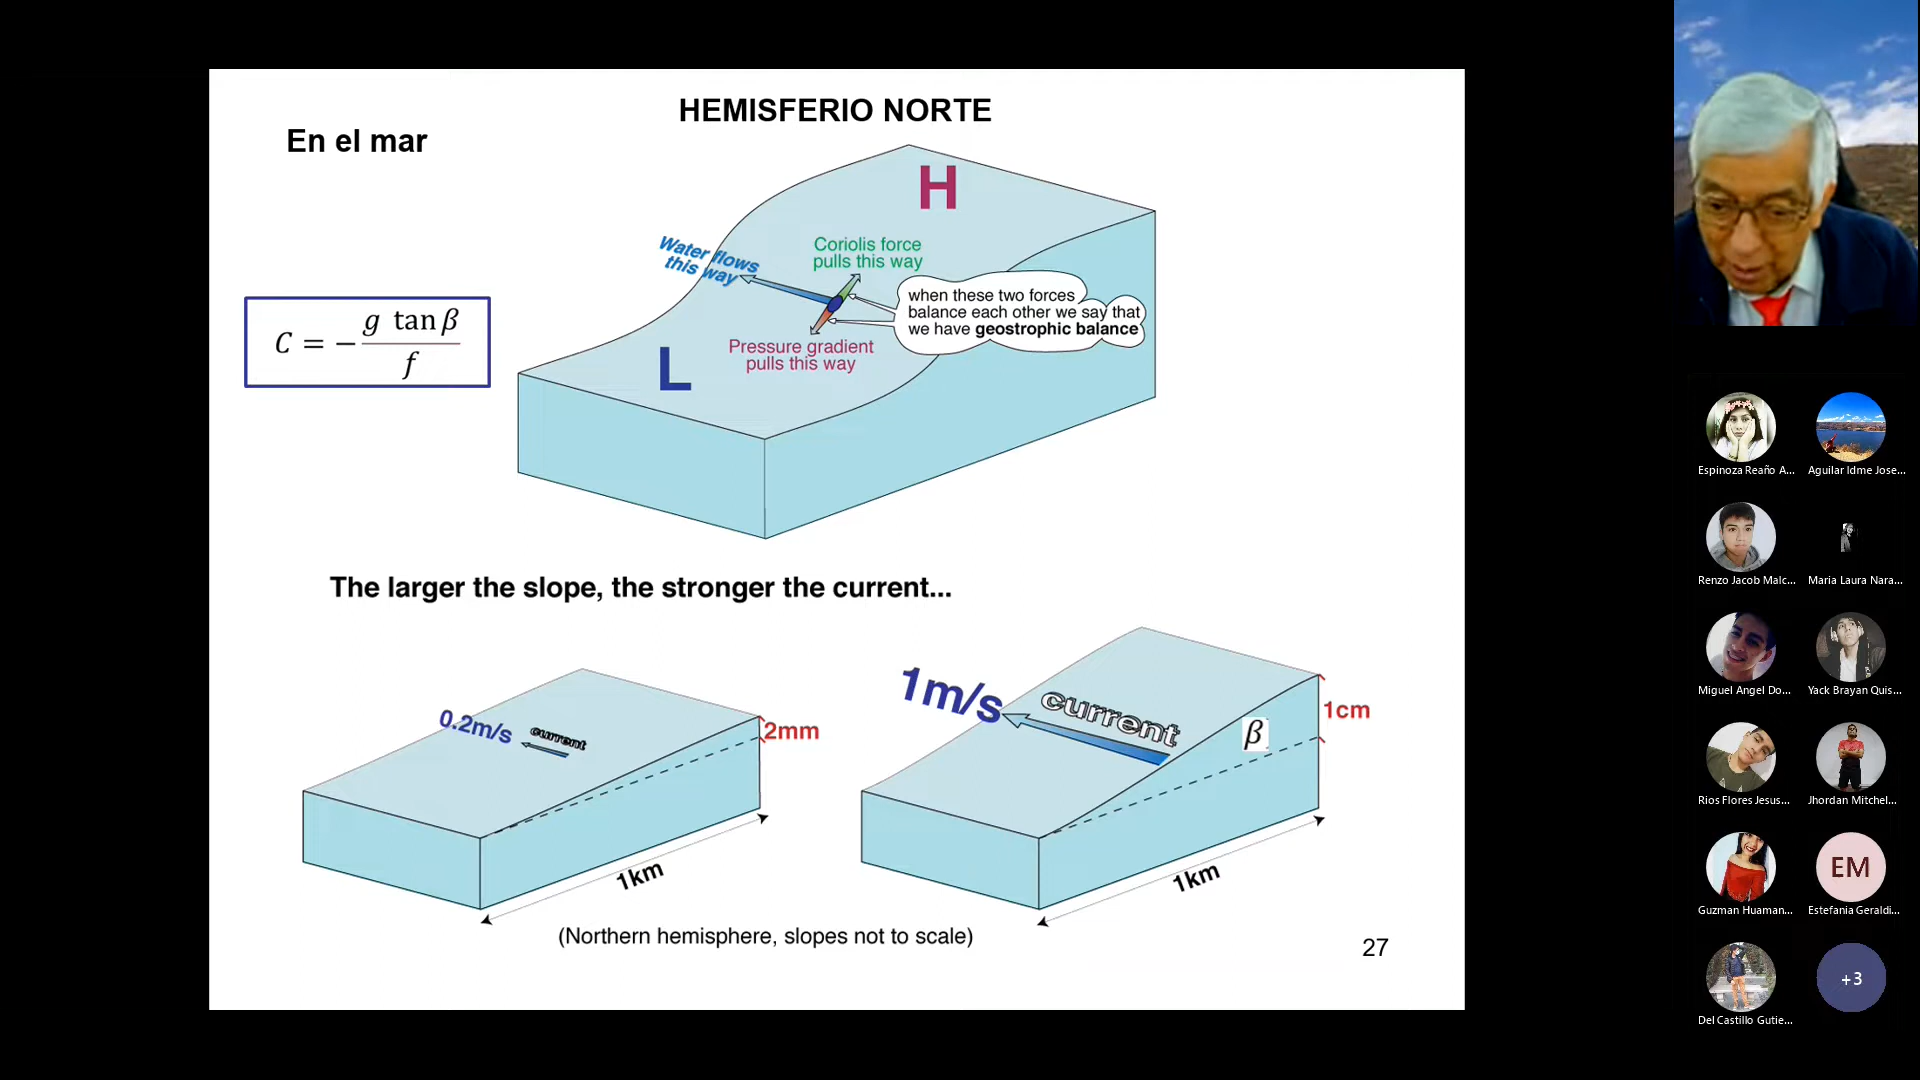 HEMISFERIO NORTE
En el mar
H
Water flows
this way
Coriolis force
pulls this way
when these two forces
balance each other we say that
we have geostrophic balance
C = − g tan β / f
Pressure gradient
pulls this way
L
The larger the slope, the stronger the current...
0.2m/s
current
2mm
1km
1m/s
current
β
1cm
1km
(Northern hemisphere, slopes not to scale)
27
Espinoza Reaño A...
Aguilar Idme Jose...
Renzo Jacob Malc...
Maria Laura Nara...
Miguel Angel Do...
Yack Brayan Quis...
Rios Flores Jesus...
Jhordan Mitchel...
Guzman Huaman...
EM
Estefania Geraldi...
Del Castillo Gutie...
+3